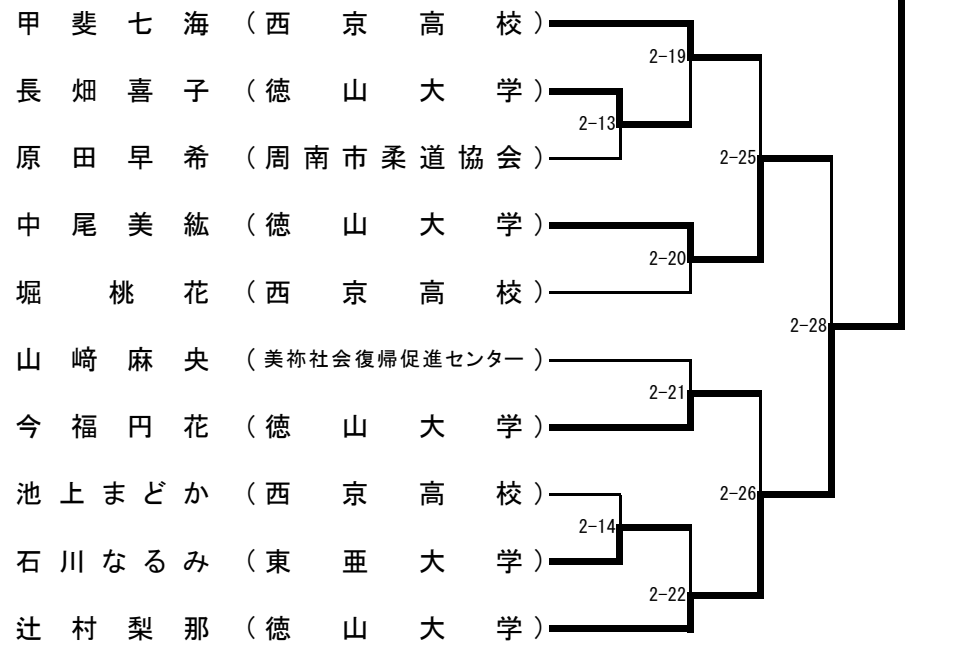 甲斐七海（西京高校）
2-19
長畑喜子（徳山大学）
2-13
原田早希（周南市柔道協会）
2-25
中尾美紘（徳山大学）
2-20
堀桃花（西京高校）
2-28
山﨑麻央（美祢社会復帰促進センター）
2-21
今福円花（徳山大学）
池上まどか（西京高校）
2-26
2-14
石川なるみ（東亜大学）
2-22
辻村梨那（徳山大学）